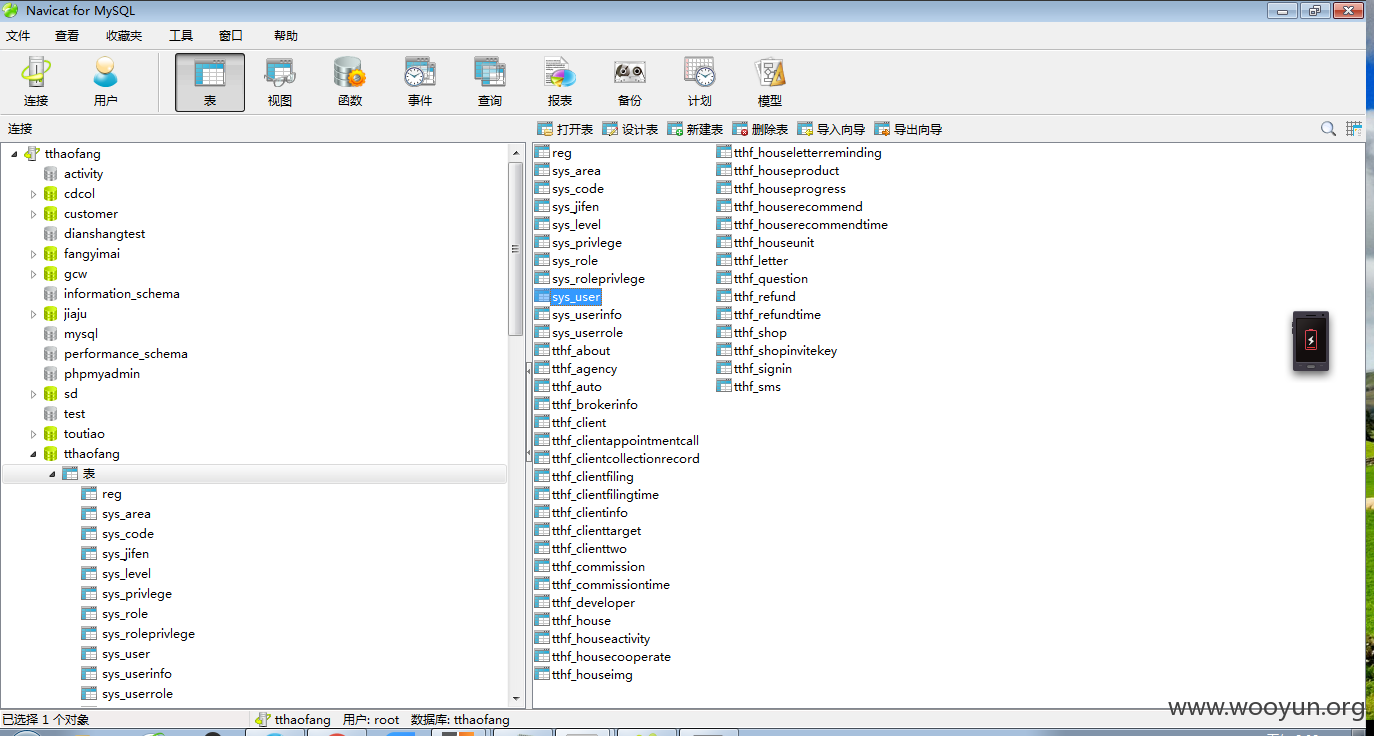 Navicat for MySQL
文件 查看 收藏夹 工具 窗口 帮助
连接 用户 表 视图 函数 事件 查询 报表 备份 计划 模型
连接
打开表 设计表 新建表 删除表 导入向导 导出向导
tthaofang
activity
cdcol
customer
dianshangtest
fangyimai
gcw
information_schema
jiaju
mysql
performance_schema
phpmyadmin
sd
test
toutiao
tthaofang
表
reg
sys_area
sys_code
sys_jifen
sys_level
sys_privlege
sys_role
sys_roleprivlege
sys_user
sys_userinfo
sys_userrole
reg
sys_area
sys_code
sys_jifen
sys_level
sys_privlege
sys_role
sys_roleprivlege
sys_user
sys_userinfo
sys_userrole
tthf_about
tthf_agency
tthf_auto
tthf_brokerinfo
tthf_client
tthf_clientappointmentcall
tthf_clientcollectionrecord
tthf_clientfiling
tthf_clientfilingtime
tthf_clientinfo
tthf_clienttarget
tthf_clienttwo
tthf_commission
tthf_commissiontime
tthf_developer
tthf_house
tthf_houseactivity
tthf_housecooperate
tthf_houseimg
tthf_houseletterreminding
tthf_houseproduct
tthf_houseprogress
tthf_houserecommend
tthf_houserecommendtime
tthf_houseunit
tthf_letter
tthf_question
tthf_refund
tthf_refundtime
tthf_shop
tthf_shopinvitekey
tthf_signin
tthf_sms
已选择 1 个对象 tthaofang 用户: root 数据库: tthaofang
www.wooyun.org